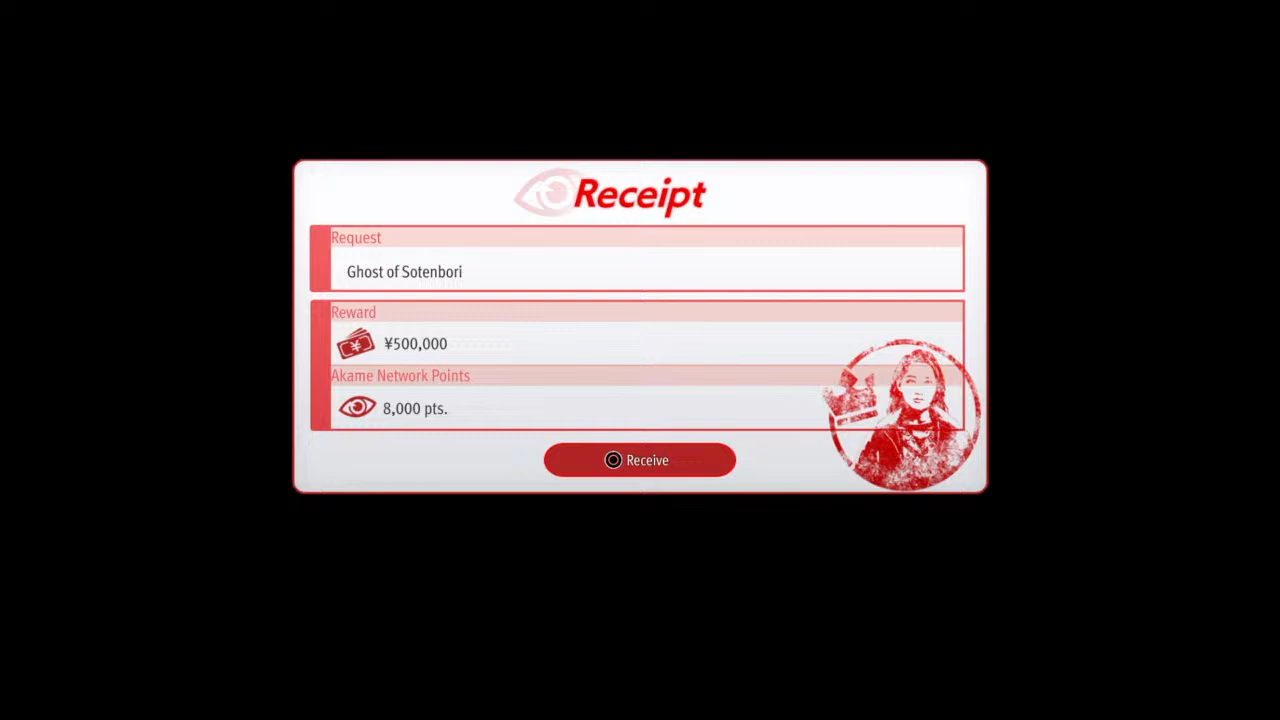 Receipt
Request
Ghost of Sotenbori
Reward
¥500,000
Akame Network Points
8,000 pts.
Receive